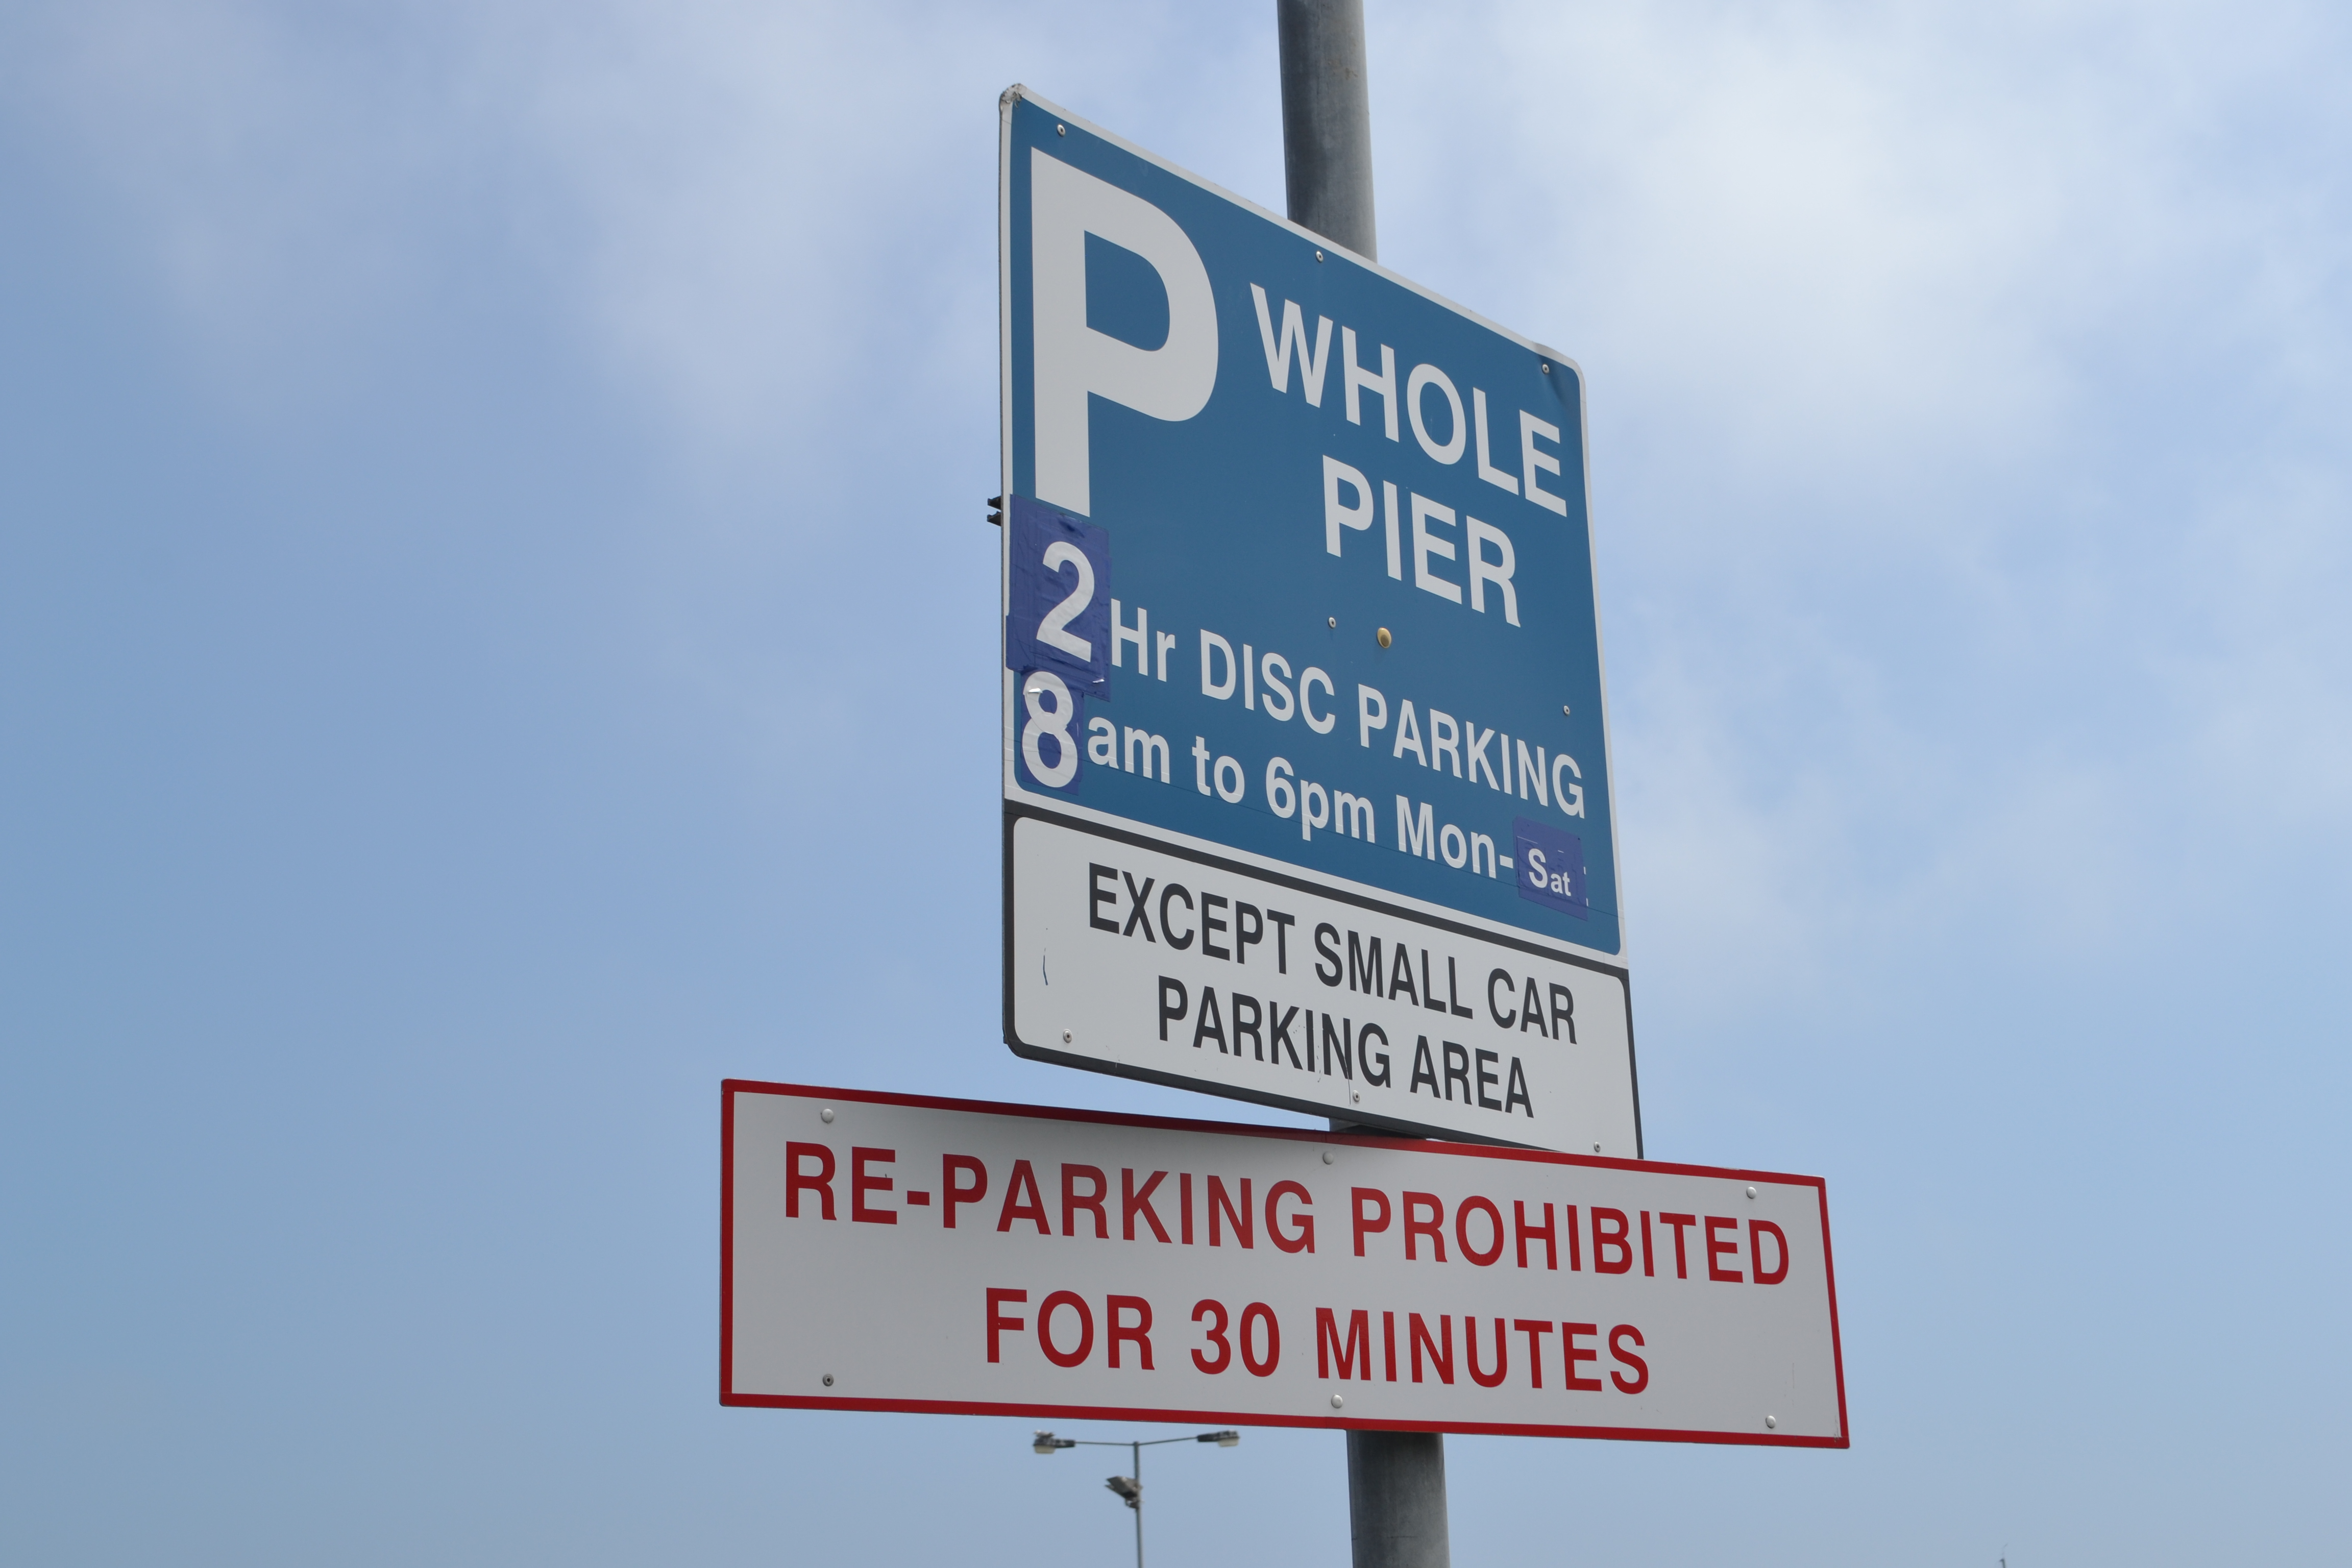 P WHOLE
PIER
2Hr DISC PARKING
8am to 6pm Mon-Sat
EXCEPT SMALL CAR
PARKING AREA
RE-PARKING PROHIBITED
FOR 30 MINUTES